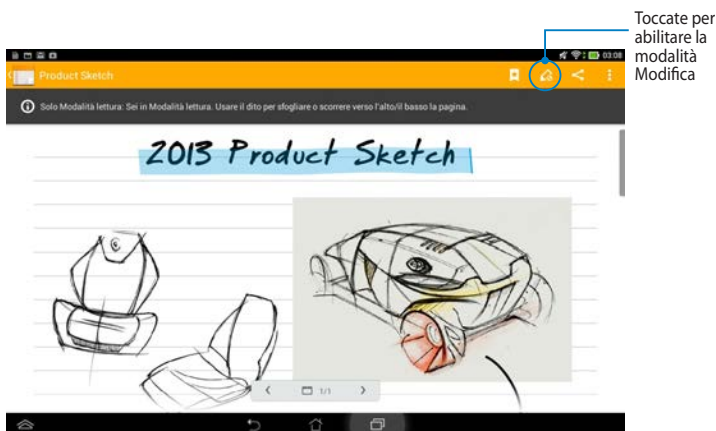 Toccate per
abilitare la
modalità
Modifica
03:08
Product Sketch
Solo Modalità lettura: Sei in Modalità lettura. Usare il dito per sfogliare o scorrere verso l'alto/il basso la pagina.
2013 Product Sketch
1/1